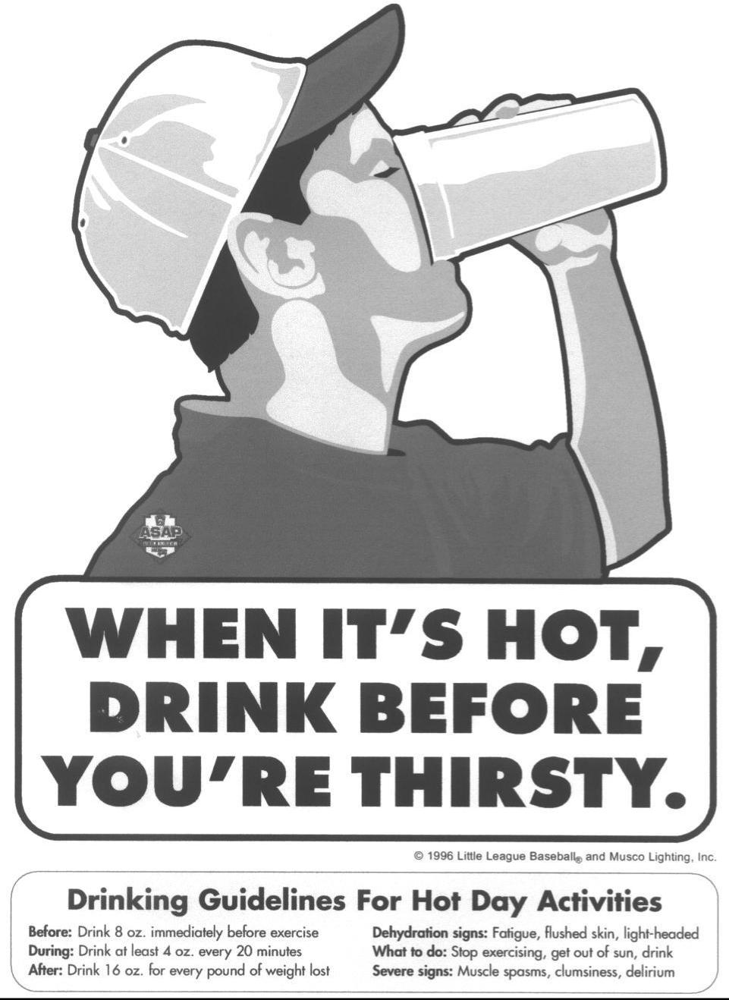 ASAP
WHEN IT'S HOT,
DRINK BEFORE
YOU'RE THIRSTY.
© 1996 Little League Baseball® and Musco Lighting, Inc.
Drinking Guidelines For Hot Day Activities
Before: Drink 8 oz. immediately before exercise
During: Drink at least 4 oz. every 20 minutes
After: Drink 16 oz. for every pound of weight lost
Dehydration signs: Fatigue, flushed skin, light-headed
What to do: Stop exercising, get out of sun, drink
Severe signs: Muscle spasms, clumsiness, delirium